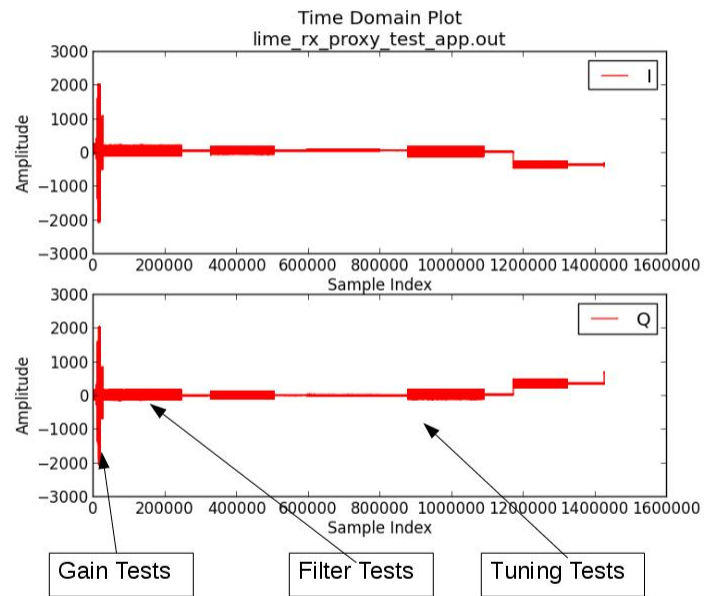 Time Domain Plot
lime_rx_proxy_test_app.out
3000
2000
1000
0
−1000
−2000
−3000
Amplitude
I
0 200000 400000 600000 800000 1000000 1200000 1400000 1600000
Sample Index
3000
2000
1000
0
−1000
−2000
−3000
Amplitude
Q
0 200000 400000 600000 800000 1000000 1200000 1400000 1600000
Sample Index
Gain Tests
Filter Tests
Tuning Tests